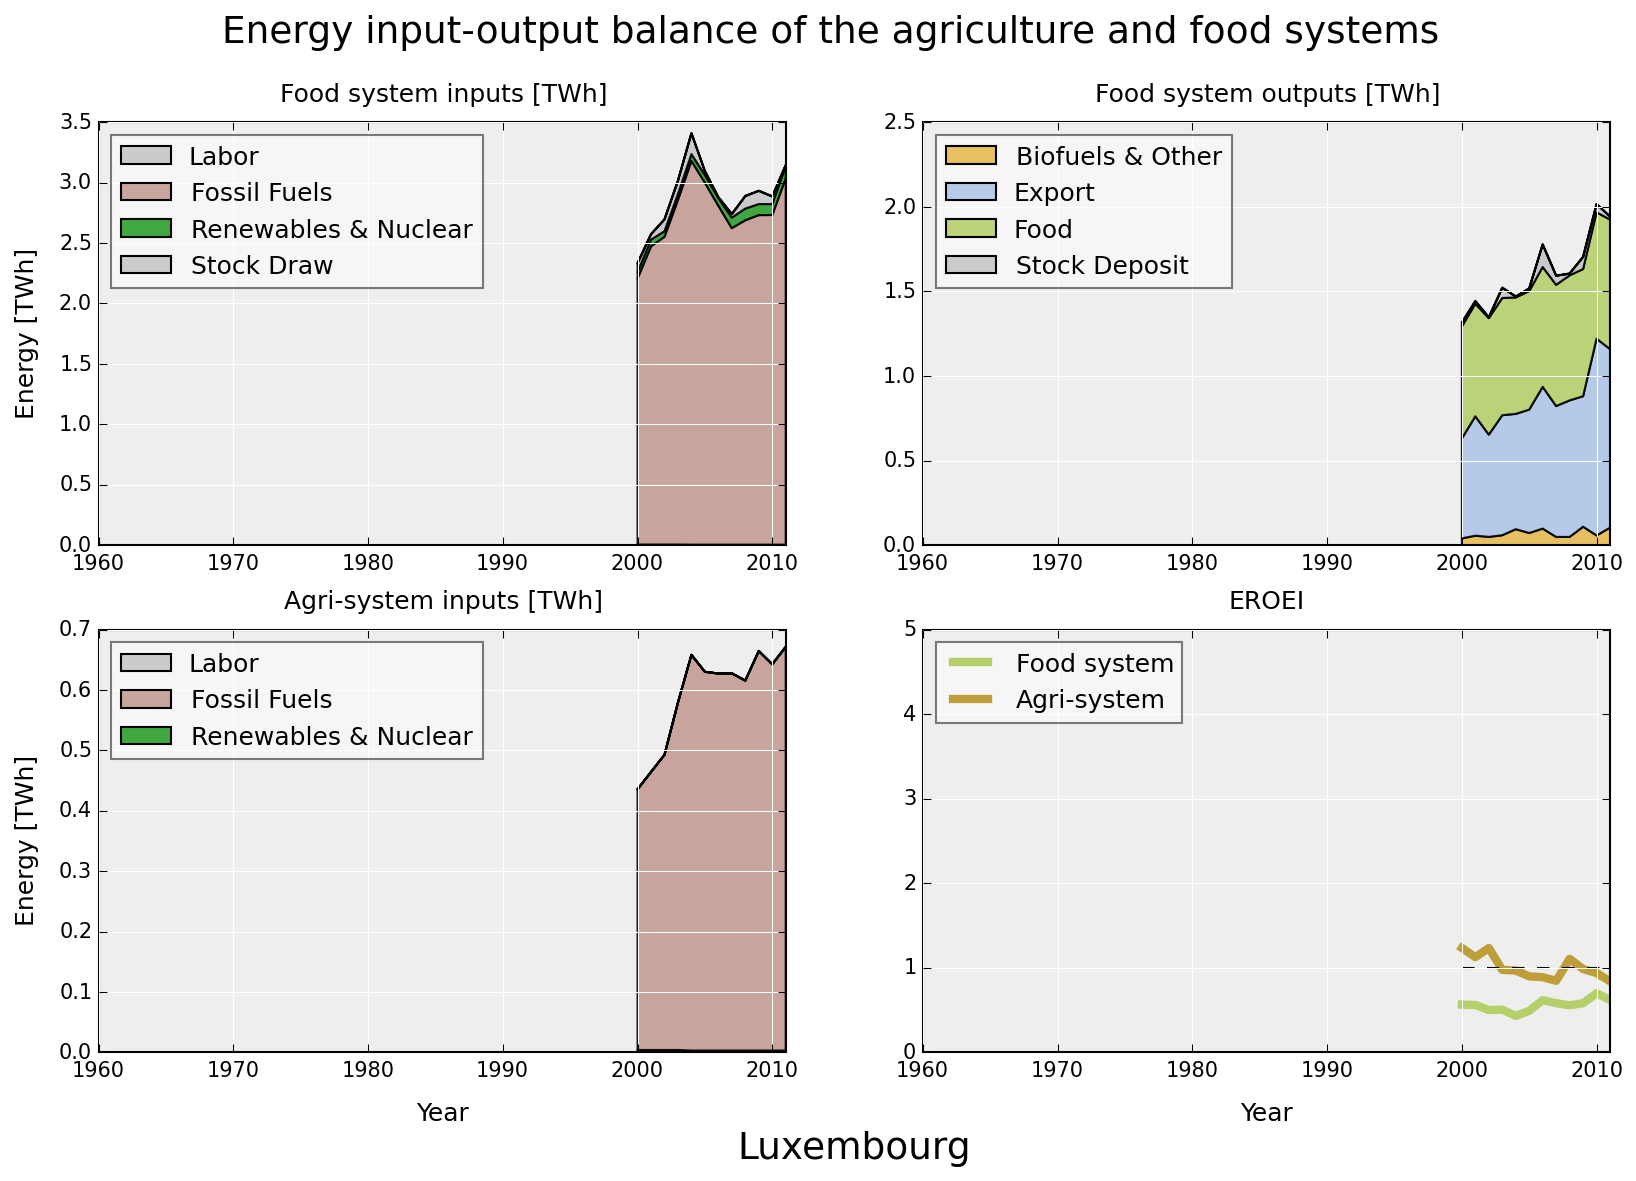 Energy input-output balance of the agriculture and food systems
Food system inputs [TWh]
Energy [TWh]
3.5
3.0
2.5
2.0
1.5
1.0
0.5
0.0
Labor
Fossil Fuels
Renewables & Nuclear
Stock Draw
1960 1970 1980 1990 2000 2010
Food system outputs [TWh]
2.5
2.0
1.5
1.0
0.5
0.0
Biofuels & Other
Export
Food
Stock Deposit
1960 1970 1980 1990 2000 2010
Agri-system inputs [TWh]
Energy [TWh]
0.7
0.6
0.5
0.4
0.3
0.2
0.1
0.0
Labor
Fossil Fuels
Renewables & Nuclear
1960 1970 1980 1990 2000 2010
Year
EROEI
5
4
3
2
1
0
Food system
Agri-system
1960 1970 1980 1990 2000 2010
Year
Luxembourg